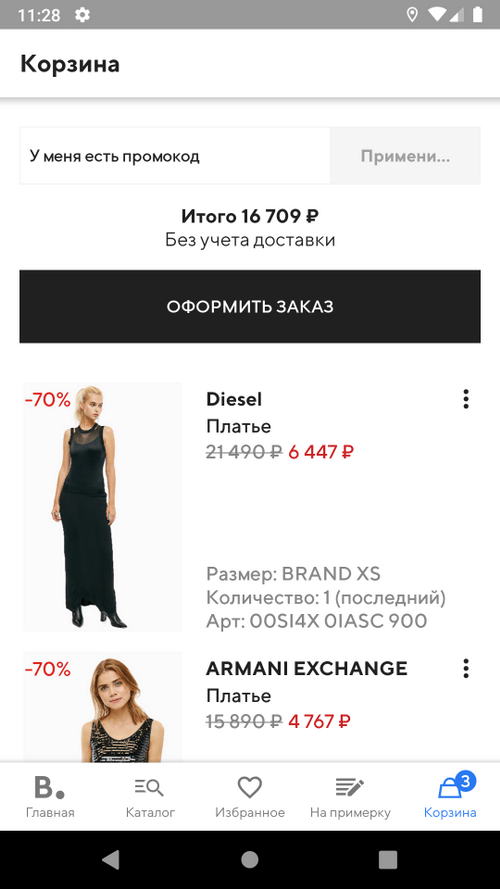 11:28
Корзина
У меня есть промокод
Примени...
Итого 16 709 ₽
Без учета доставки
ОФОРМИТЬ ЗАКАЗ
-70%
Diesel
Платье
21 490 ₽ 6 447 ₽
Размер: BRAND XS
Количество: 1 (последний)
Арт: 00SI4X 0IASC 900
-70%
ARMANI EXCHANGE
Платье
15 890 ₽ 4 767 ₽
B.
3
Главная
Каталог
Избранное
На примерку
Корзина